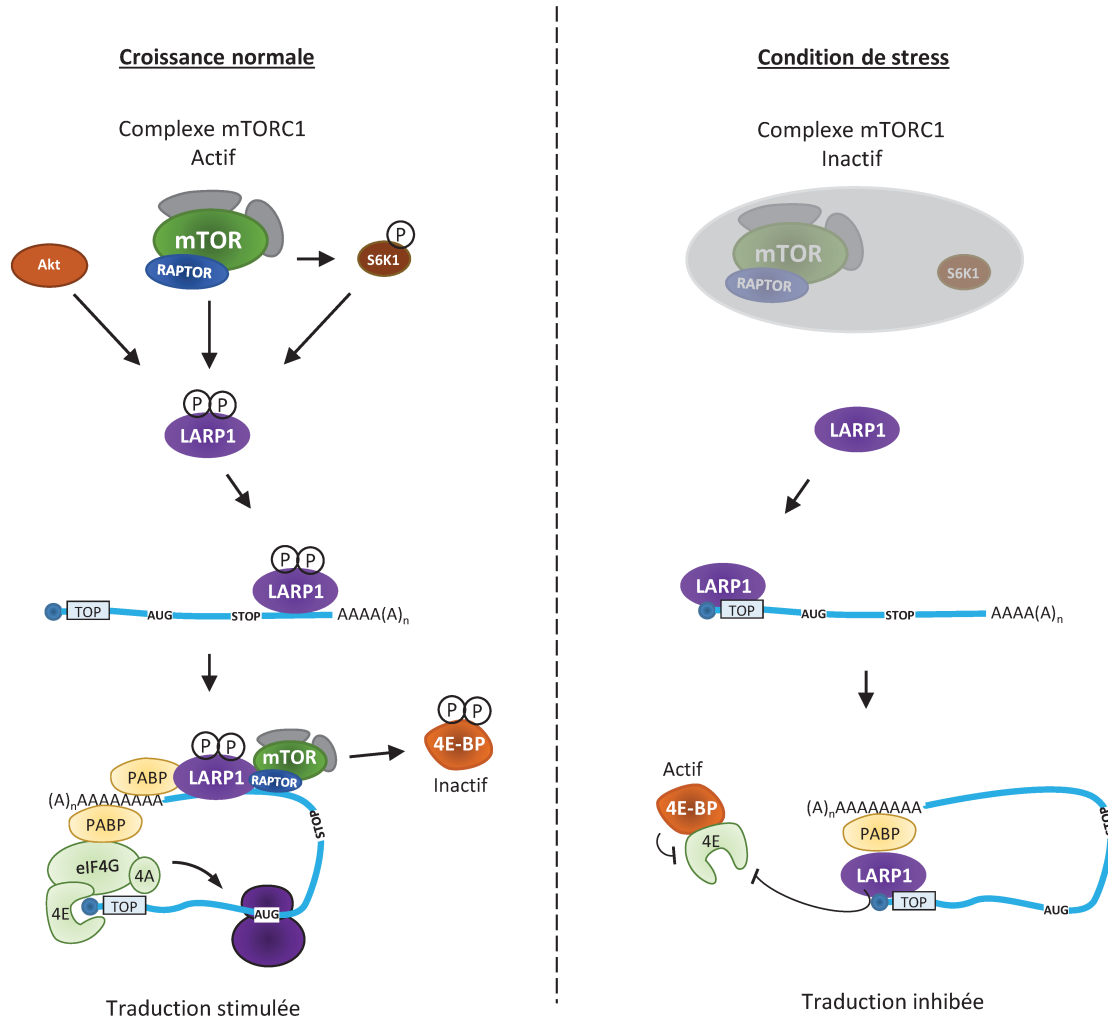 Croissance normale
Complexe mTORC1
Actif
mTOR
RAPTOR
Akt
P
S6K1
P P
LARP1
P P
LARP1
TOP
AUG
STOP
AAAA(A)n
P P
4E-BP
Inactif
P P
PABP
LARP1
mTOR
RAPTOR
(A)nAAAAAAAA
PABP
STOP
eIF4G
4A
4E
TOP
AUG
Traduction stimulée
Condition de stress
Complexe mTORC1
Inactif
mTOR
RAPTOR
S6K1
LARP1
LARP1
TOP
AUG
STOP
AAAA(A)n
Actif
4E-BP
4E
(A)nAAAAAAAA
PABP
STOP
LARP1
TOP
AUG
Traduction inhibée